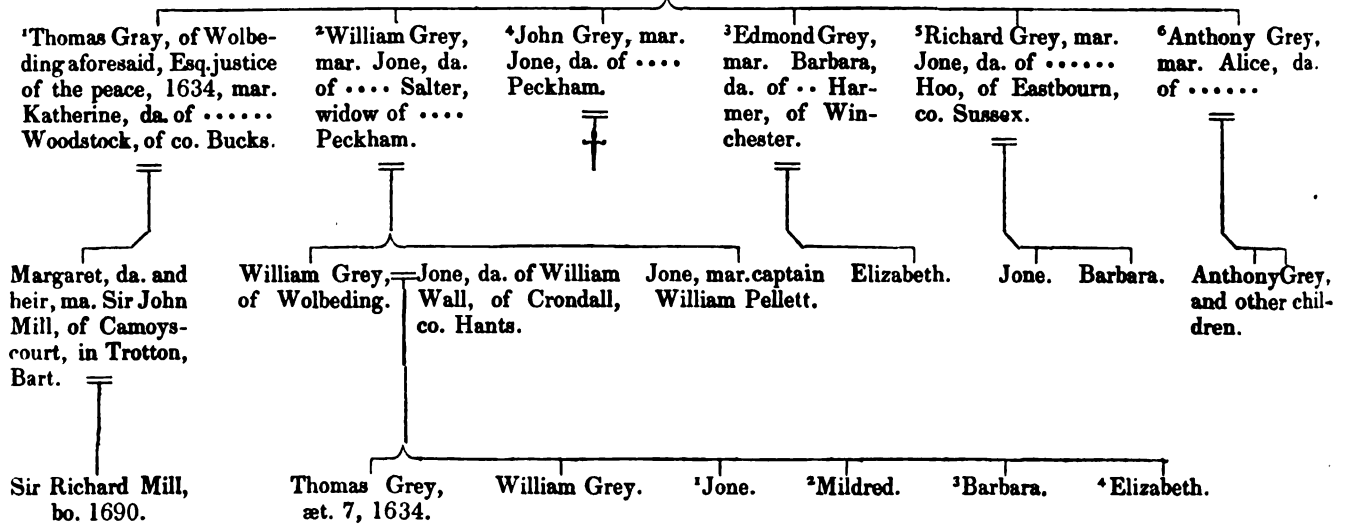 ¹Thomas Gray, of Wolbe-
ding aforesaid, Esq. justice
of the peace, 1634, mar.
Katherine, da. of ······
Woodstock, of co. Bucks.
²William Grey,
mar. Jone, da.
of ···· Salter,
widow of ····
Peckham.
⁴John Grey, mar.
Jone, da. of ····
Peckham.
³Edmond Grey,
mar. Barbara,
da. of ·· Har-
mer, of Win-
chester.
⁵Richard Grey, mar.
Jone, da. of ······
Hoo, of Eastbourn,
co. Sussex.
⁶Anthony Grey,
mar. Alice, da.
of ······
Margaret, da. and
heir, ma. Sir John
Mill, of Camoys-
court, in Trotton,
Bart.
William Grey,
of Wolbeding.
Jone, da. of William
Wall, of Crondall,
co. Hants.
Jone, mar. captain
William Pellett.
Elizabeth.
Jone.
Barbara.
Anthony Grey,
and other chil-
dren.
Sir Richard Mill,
bo. 1690.
Thomas Grey,
æt. 7, 1634.
William Grey.
¹Jone.
²Mildred.
³Barbara.
⁴Elizabeth.